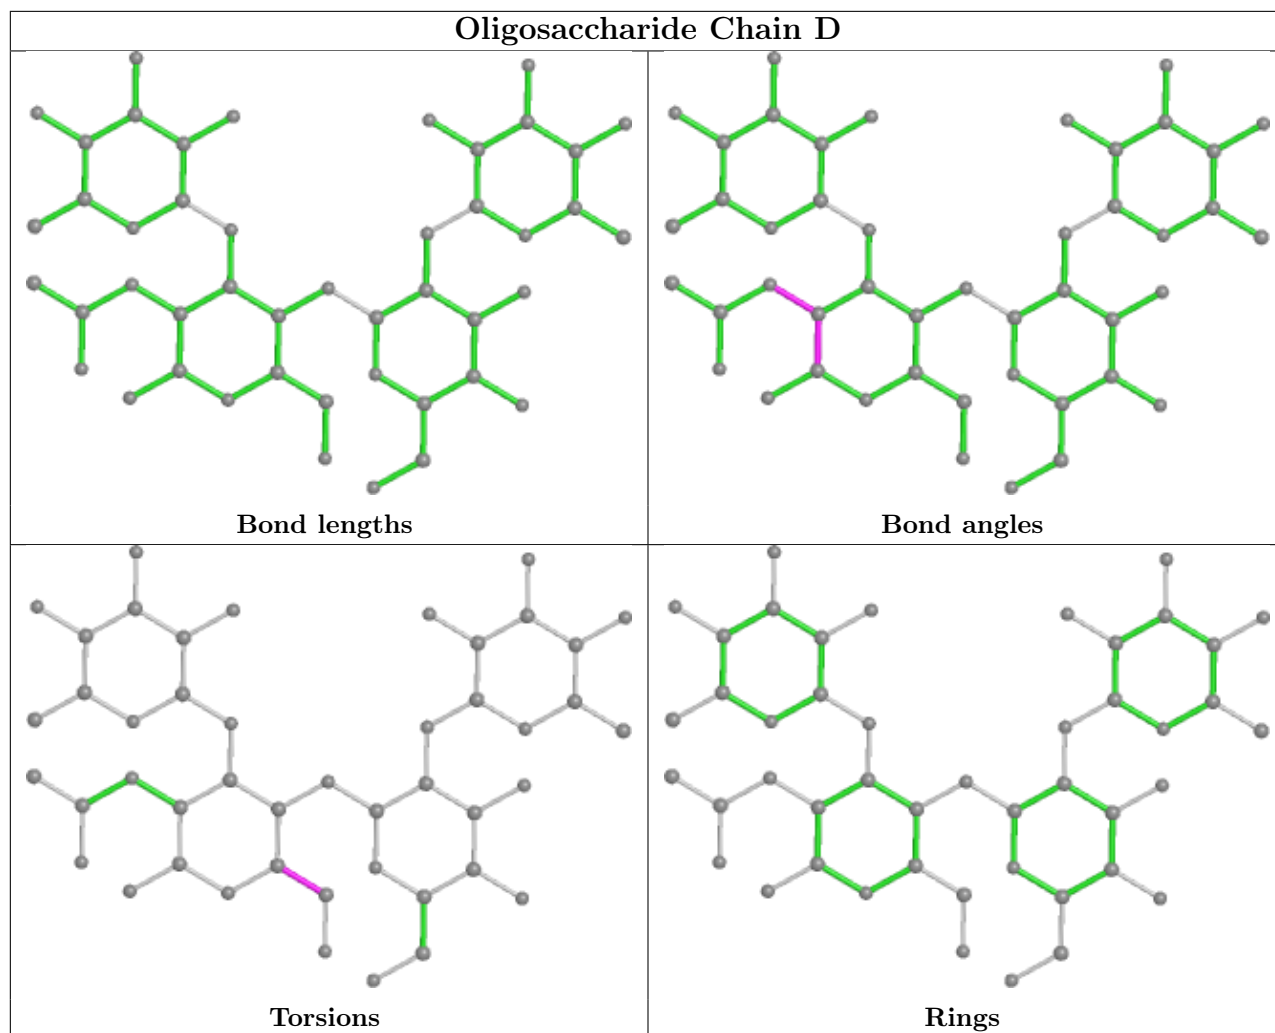 Oligosaccharide Chain D
Bond lengths
Bond angles
Torsions
Rings